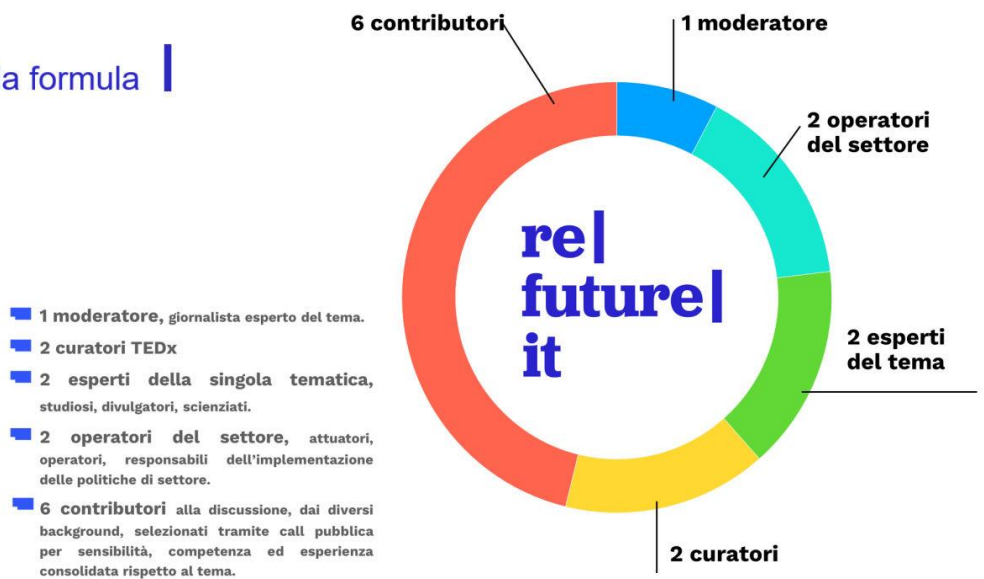 a formula
1 moderatore, giornalista esperto del tema.
2 curatori TEDx
2 esperti della singola tematica,
studiosi, divulgatori, scienziati.
2 operatori del settore, attuatori,
operatori, responsabili dell'implementazione
delle politiche di settore.
6 contributori alla discussione, dai diversi
background, selezionati tramite call pubblica
per sensibilità, competenza ed esperienza
consolidata rispetto al tema.
6 contributori
1 moderatore
2 operatori
del settore
re|
future|
it
2 esperti
del tema
2 curatori